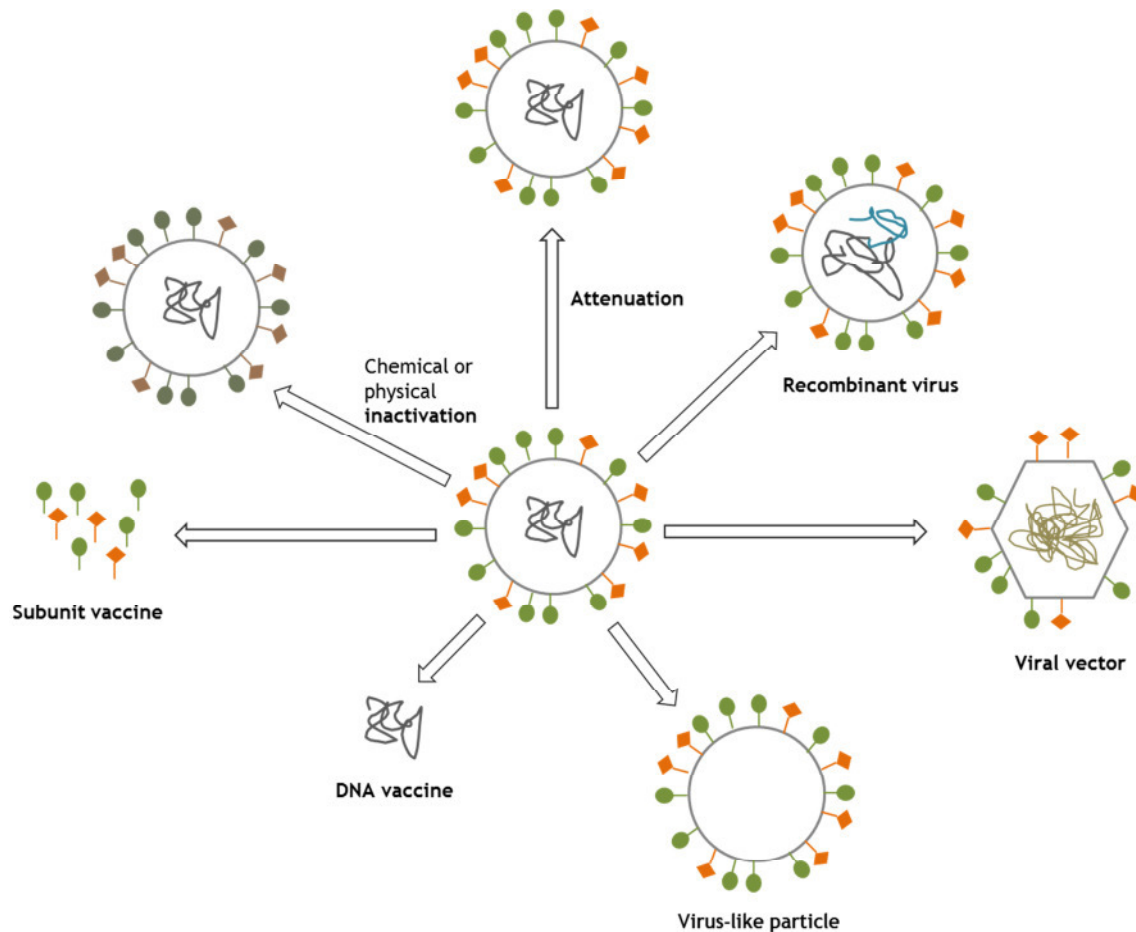 Attenuation
Recombinant virus
Chemical or
physical
inactivation
Subunit vaccine
Viral vector
DNA vaccine
Virus-like particle